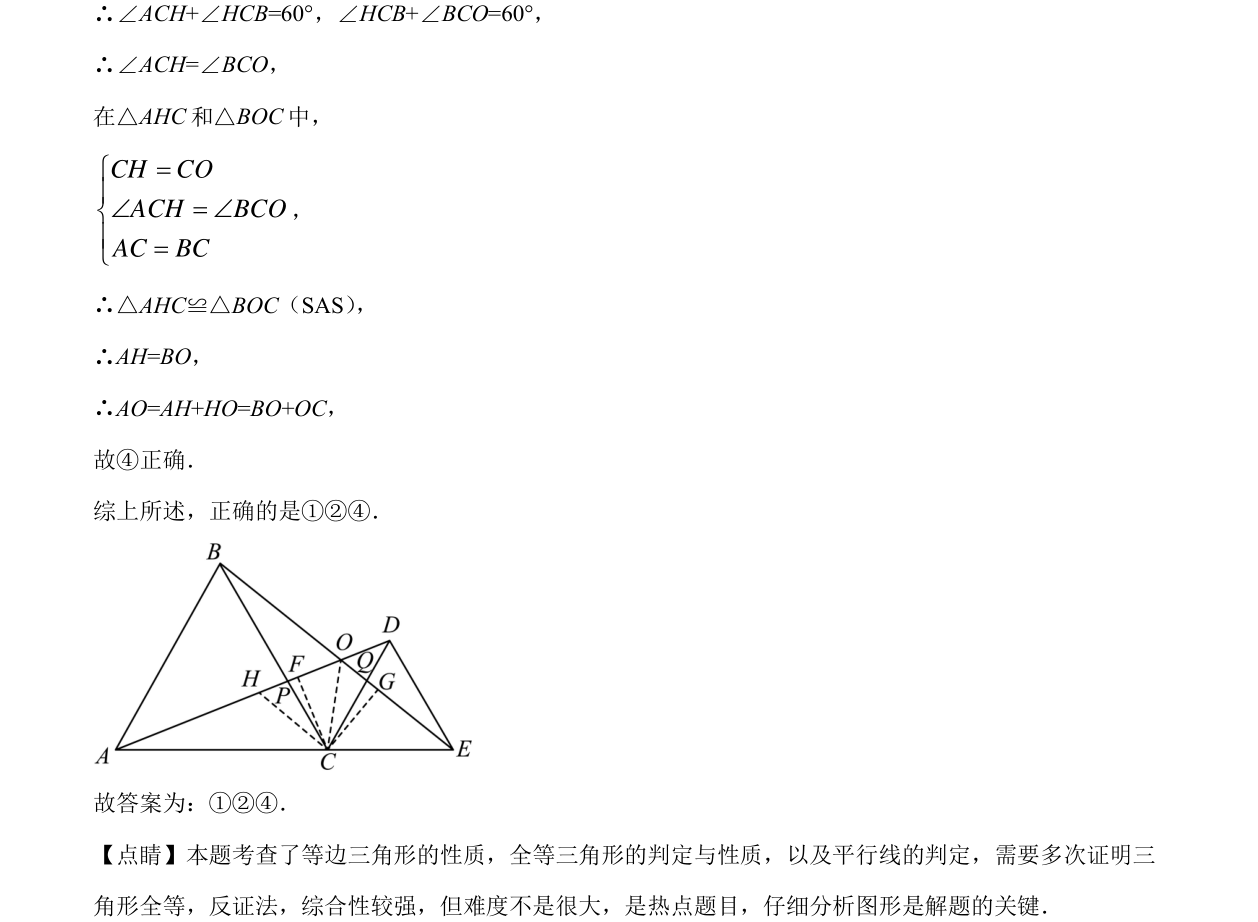 ∴∠ACH+∠HCB=60°，∠HCB+∠BCO=60°，
∴∠ACH=∠BCO，
在△AHC 和△BOC 中，
CH = CO
∠ACH = ∠BCO，
AC = BC
∴△AHC≌△BOC（SAS），
∴AH=BO，
∴AO=AH+HO=BO+OC，
故④正确．
综上所述，正确的是①②④．
B
D
O
F
Q
H
P
G
A
C
E
故答案为：①②④．
【点睛】本题考查了等边三角形的性质，全等三角形的判定与性质，以及平行线的判定，需要多次证明三
角形全等，反证法，综合性较强，但难度不是很大，是热点题目，仔细分析图形是解题的关键．